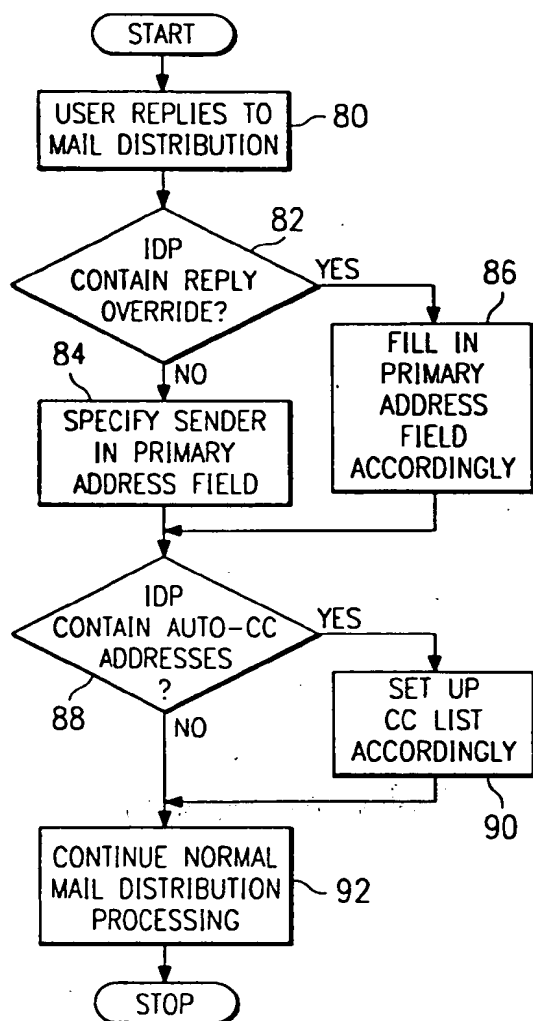 START
USER REPLIES TO
MAIL DISTRIBUTION
80
82
IDP
CONTAIN REPLY
OVERRIDE?
YES
86
FILL IN
PRIMARY
ADDRESS
FIELD
ACCORDINGLY
84
NO
SPECIFY SENDER
IN PRIMARY
ADDRESS FIELD
IDP
CONTAIN AUTO-CC
ADDRESSES
?
YES
88
NO
SET UP
CC LIST
ACCORDINGLY
90
CONTINUE NORMAL
MAIL DISTRIBUTION
PROCESSING
92
STOP